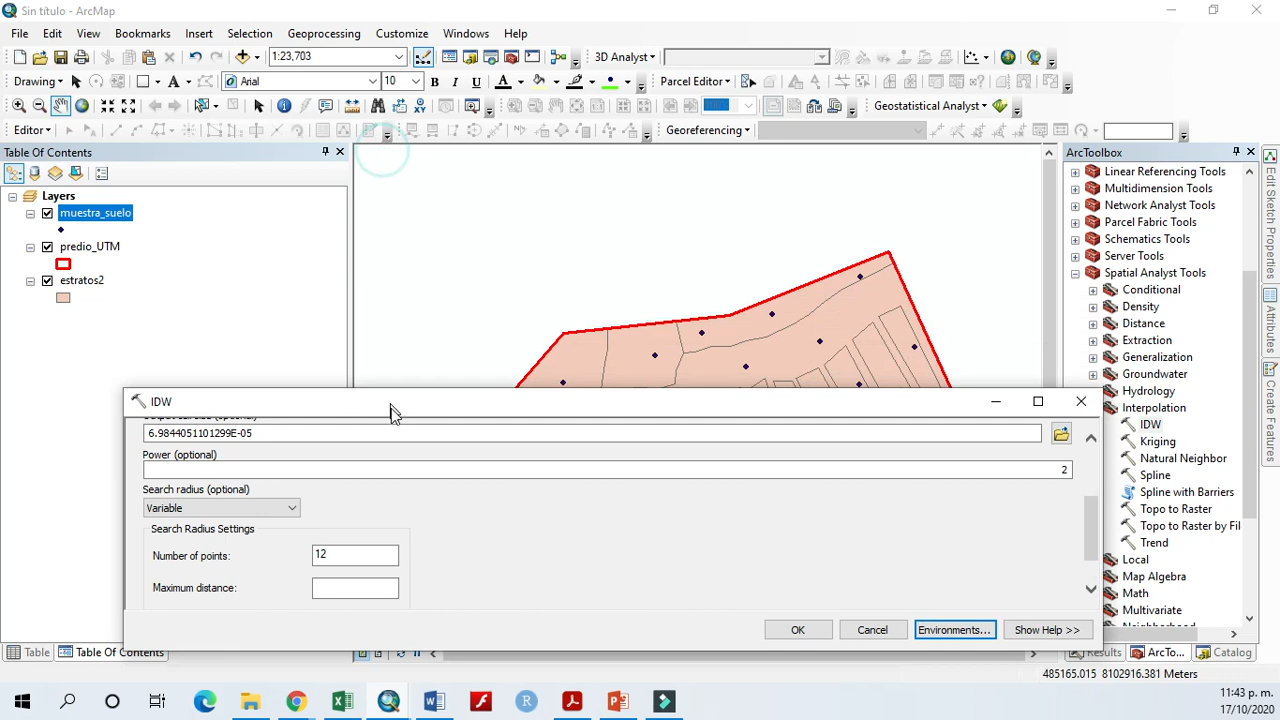 Sin título - ArcMap
File Edit View Bookmarks Insert Selection Geoprocessing Customize Windows Help
1:23,703 3D Analyst
Drawing Arial 10 B I U A Parcel Editor
Geostatistical Analyst
Editor Georeferencing
Table Of Contents
Layers
muestra_suelo
predio_UTM
estratos2
ArcToolbox
Linear Referencing Tools
Multidimension Tools
Network Analyst Tools
Parcel Fabric Tools
Schematics Tools
Server Tools
Spatial Analyst Tools
Conditional
Density
Distance
Extraction
Generalization
Groundwater
Hydrology
Interpolation
IDW
Kriging
Natural Neighbor
Spline
Spline with Barriers
Topo to Raster
Topo to Raster by Fil
Trend
Local
Map Algebra
Math
Multivariate
Edit Sketch Properties
Attributes
Create Features
IDW
6.9844051101299E-05
Power (optional)
2
Search radius (optional)
Variable
Search Radius Settings
Number of points: 12
Maximum distance:
OK Cancel Environments... Show Help >>
Table Table Of Contents
Results ArcTo... Catalog
485165.015 8102916.381 Meters
11:43 p. m.
17/10/2020